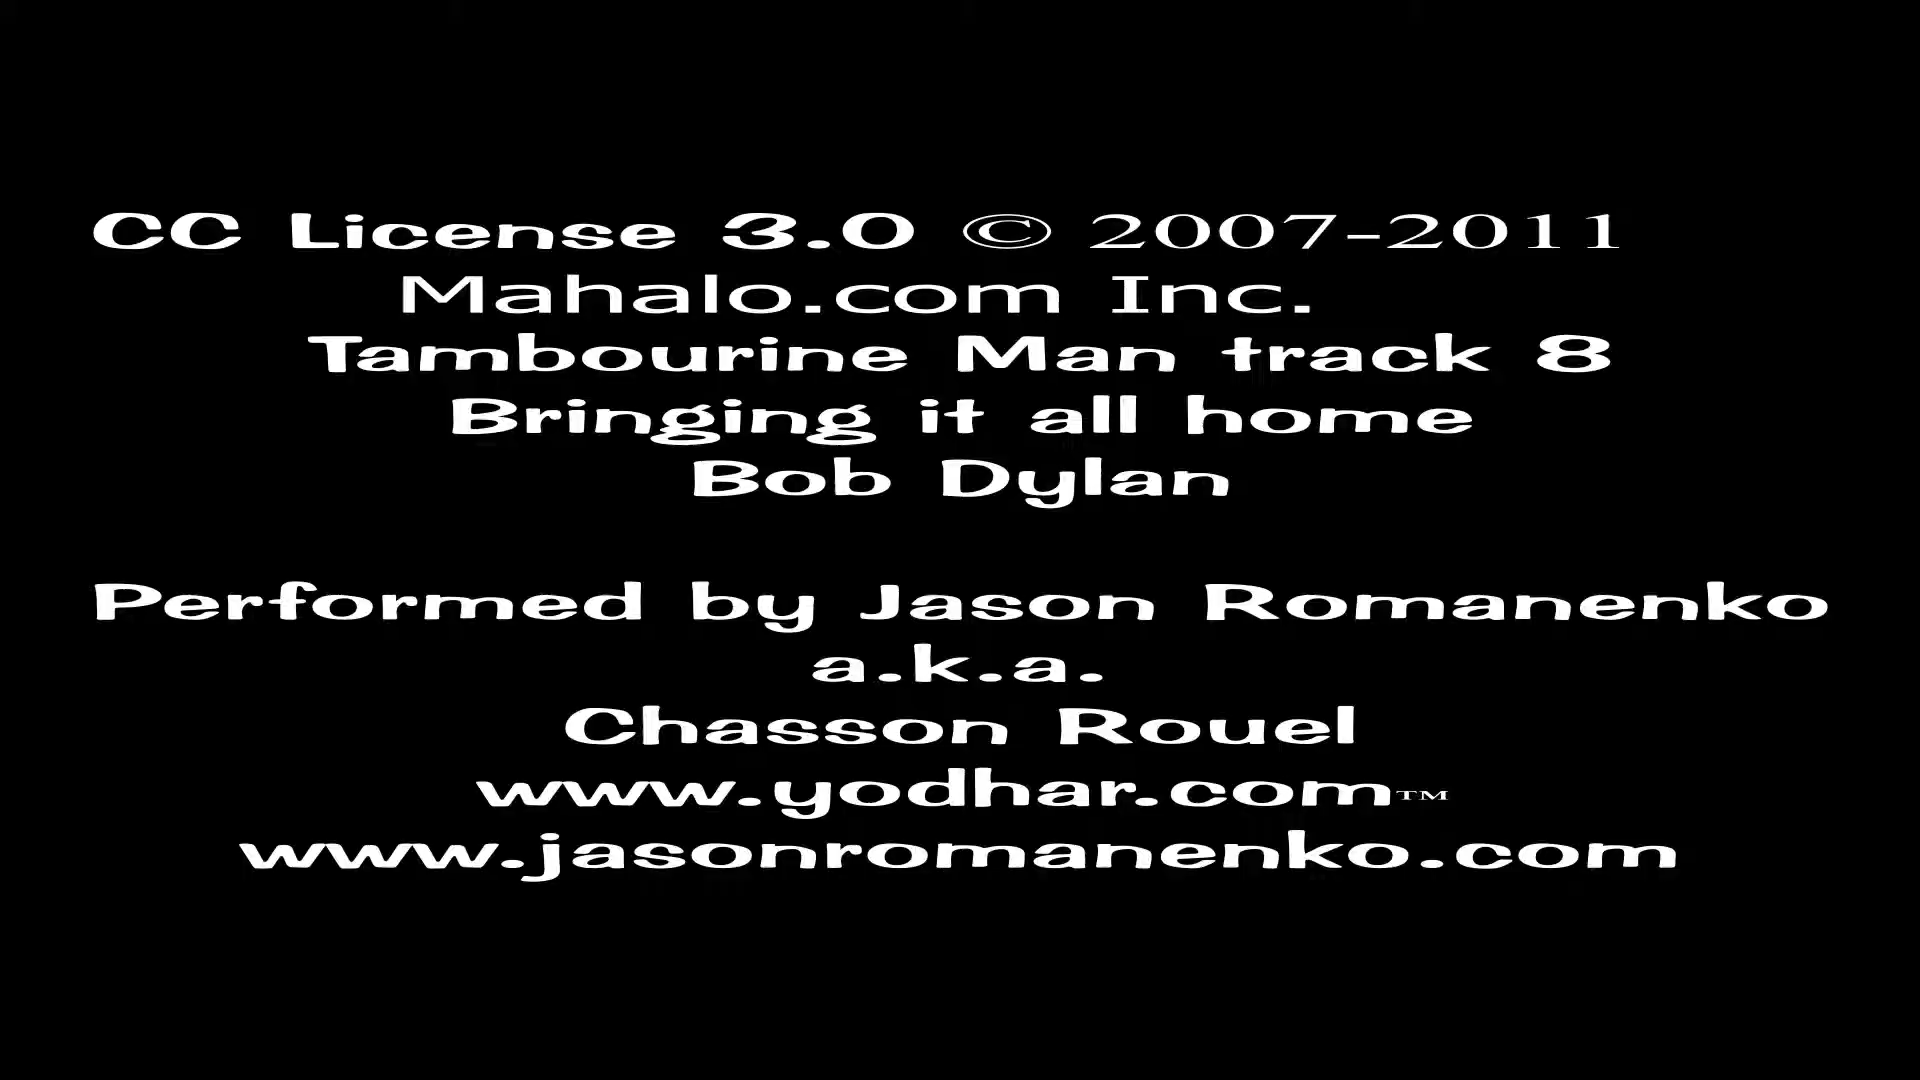 CC License 3.0 © 2007-2011
Mahalo.com Inc.
Tambourine Man track 8
Bringing it all home
Bob Dylan
Performed by Jason Romanenko
a.k.a.
Chasson Rouel
www.yodhar.com™
www.jasonromanenko.com